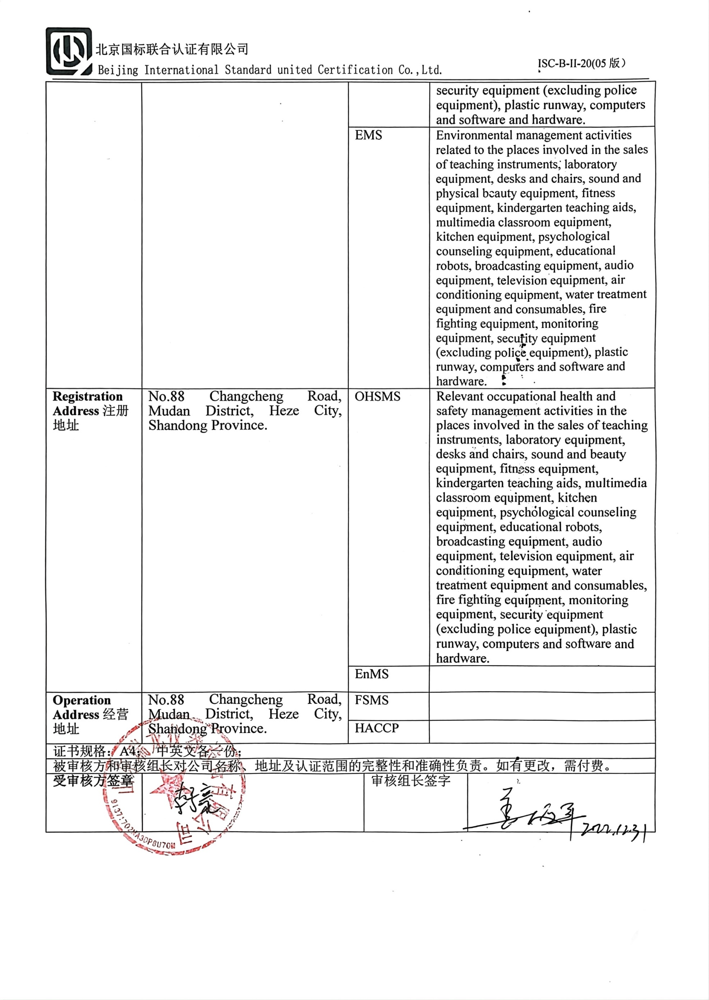 北京国标联合认证有限公司
Beijing International Standard united Certification Co.,Ltd.
ISC-B-II-20(05 版)
security equipment (excluding police
equipment), plastic runway, computers
and software and hardware.
EMS
Environmental management activities
related to the places involved in the sales
of teaching instruments, laboratory
equipment, desks and chairs, sound and
physical beauty equipment, fitness
equipment, kindergarten teaching aids,
multimedia classroom equipment,
kitchen equipment, psychological
counseling equipment, educational
robots, broadcasting equipment, audio
equipment, television equipment, air
conditioning equipment, water treatment
equipment and consumables, fire
fighting equipment, monitoring
equipment, security equipment
(excluding police equipment), plastic
runway, computers and software and
hardware.
Registration
Address 注册
地址
No.88 Changcheng Road,
Mudan District, Heze City,
Shandong Province.
OHSMS
Relevant occupational health and
safety management activities in the
places involved in the sales of teaching
instruments, laboratory equipment,
desks and chairs, sound and beauty
equipment, fitness equipment,
kindergarten teaching aids, multimedia
classroom equipment, kitchen
equipment, psychological counseling
equipment, educational robots,
broadcasting equipment, audio
equipment, television equipment, air
conditioning equipment, water
treatment equipment and consumables,
fire fighting equipment, monitoring
equipment, security equipment
(excluding police equipment), plastic
runway, computers and software and
hardware.
EnMS
Operation
Address 经营
地址
No.88 Changcheng Road,
Mudan District, Heze City,
Shandong Province.
FSMS
HACCP
证书规格：A4； 中英文各一份；
被审核方和审核组长对公司名称、地址及认证范围的完整性和准确性负责。如有更改，需付费。
受审核方签章
审核组长签字
2022.12.31
有限公司
91371702MA3DP8U70M